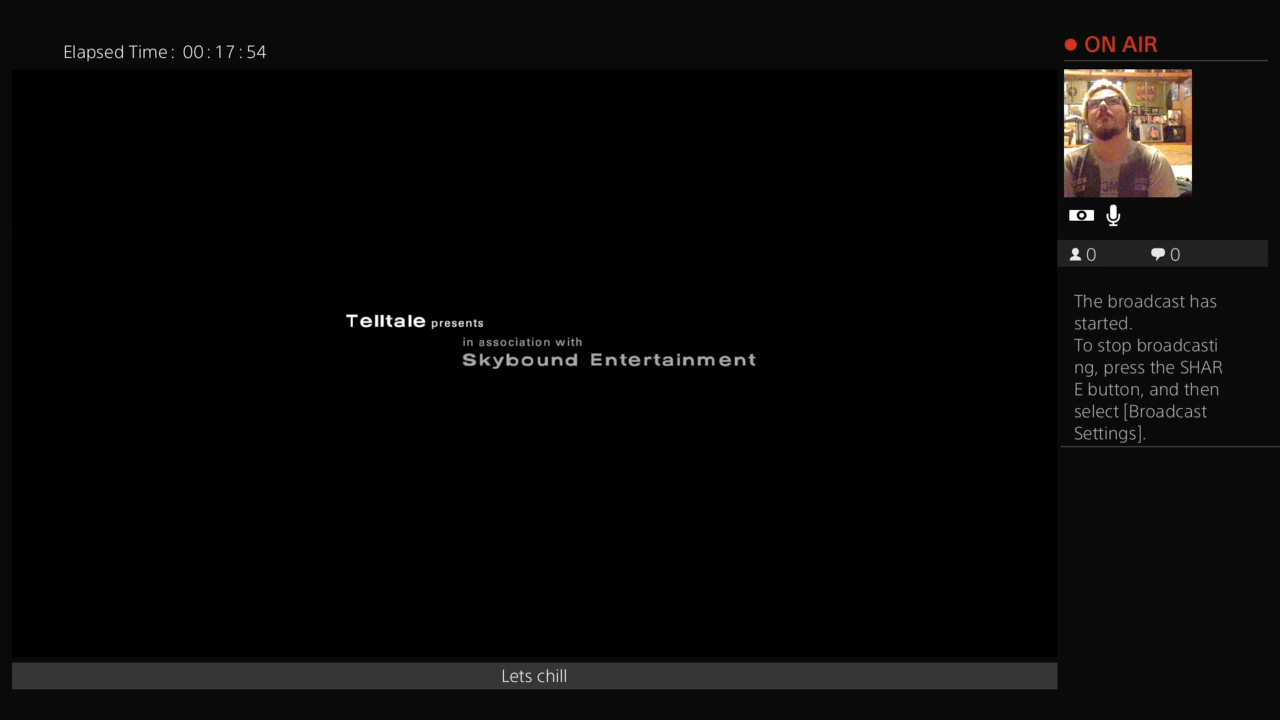 Elapsed Time: 00:17:54
ON AIR
0 0
Telltale presents
in association with
Skybound Entertainment
The broadcast has
started.
To stop broadcasti
ng, press the SHAR
E button, and then
select [Broadcast
Settings].
Lets chill